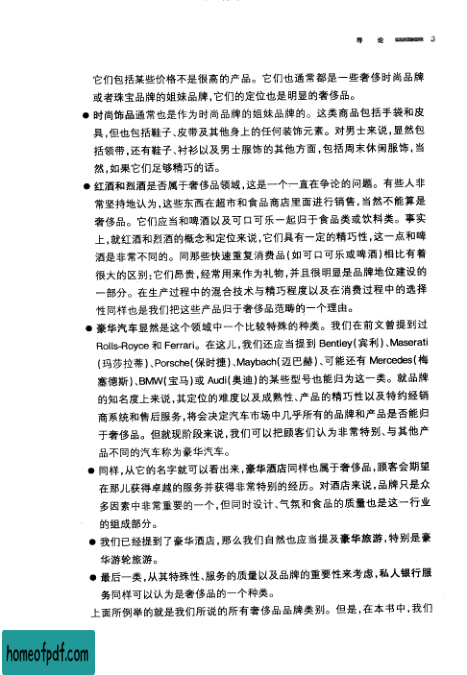 导 论 3
它们包括某些价格不是很高的产品。它们也通常都是一些奢侈时尚品牌
或者珠宝品牌的姐妹品牌,它们的定位也是明显的奢侈品。
● 时尚饰品通常也是作为时尚品牌的姐妹品牌的。这类商品包括手袋和皮
具,但也包括鞋子、皮带及其他身上的任何装饰元素。对男士来说,显然包
括领带,还有鞋子、衬衫以及男士服饰的其他方面,包括周末休闲服饰,当
然,如果它们足够精巧的话。
● 红酒和烈酒是否属于奢侈品领域,这是一个一直在争论的问题。有些人非
常坚持地认为,这些东西在超市和食品商店里面进行销售,当然不能算是
奢侈品。它们应当和啤酒以及可口可乐一起归于食品类或饮料类。事实
上,就红酒和烈酒的概念和定位来说,它们具有一定的精巧性,这一点和啤
酒是非常不同的。同那些快速重复消费品(如可口可乐或啤酒)相比有着
很大的区别;它们昂贵,经常用来作为礼物,并且很明显是品牌地位建设的
一部分。在生产过程中的混合技术与精巧程度以及在消费过程中的选择
性同样也是我们把这些产品归于奢侈品范畴的一个理由。
● 豪华汽车显然是这个领域中一个比较特殊的种类。我们在前文曾提到过
Rolls-Royce 和 Ferrari。在这儿,我们还应当提到 Bentley(宾利)、Maserati
(玛莎拉蒂)、Porsche(保时捷)、Maybach(迈巴赫)、可能还有 Mercedes(梅
塞德斯)、BMW(宝马)或 Audi(奥迪)的某些型号也能归为这一类。就品牌
的知名度上来说,其定位的难度以及成熟性、产品的精巧性以及特约经销
商系统和售后服务,将会决定汽车市场中几乎所有的品牌和产品是否能归
于奢侈品。但就现阶段来说,我们可以把顾客们认为非常特别、与其他产
品不同的汽车称为豪华汽车。
● 同样,从它的名字就可以看出来,豪华酒店同样也属于奢侈品,顾客会期望
在那儿获得卓越的服务并获得非常特别的经历。对酒店来说,品牌只是众
多因素中非常重要的一个,但同时设计、气氛和食品的质量也是这一行业
的组成部分。
● 我们已经提到了豪华酒店,那么我们自然也应当提及豪华旅游,特别是豪
华游轮旅游。
● 最后一类,从其特殊性、服务的质量以及品牌的重要性来考虑,私人银行服
务同样可以认为是奢侈品的一个种类。
上面所例举的就是我们所说的所有奢侈品品牌类别。但是,在本书中,我们
homeofpdf.com